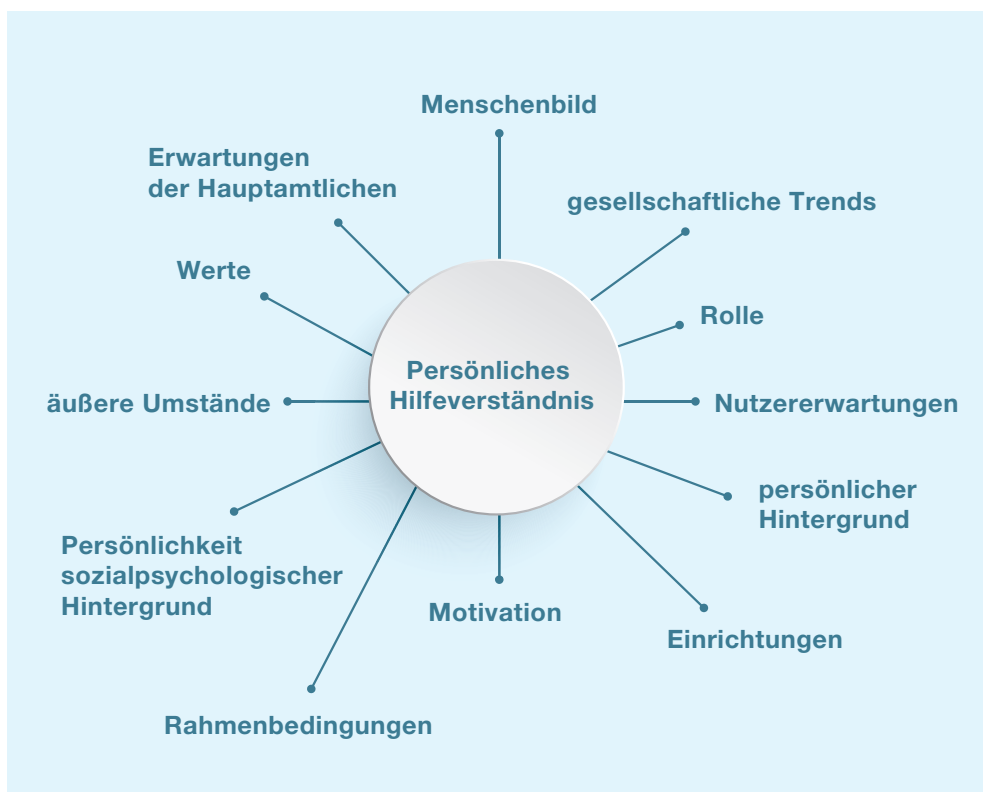 Menschenbild
Erwartungen
der Hauptamtlichen
gesellschaftliche Trends
Werte
Rolle
Persönliches
Hilfeverständnis
äußere Umstände
Nutzererwartungen
persönlicher
Hintergrund
Persönlichkeit
sozialpsychologischer
Hintergrund
Motivation
Einrichtungen
Rahmenbedingungen